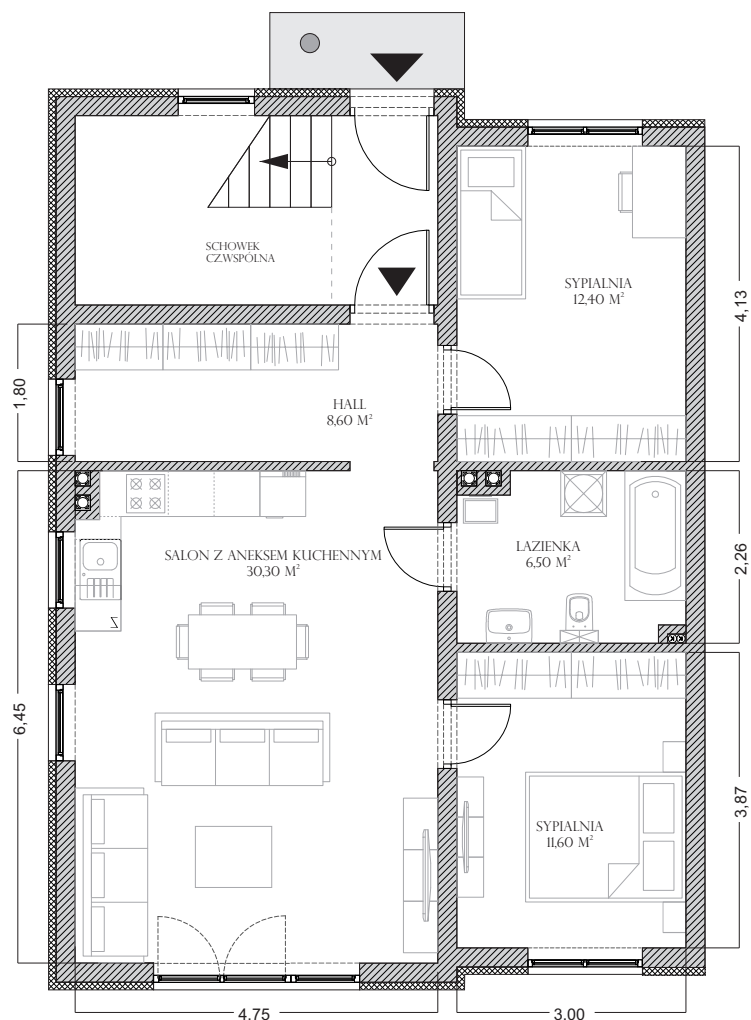 SCHOWEK
CZ.WSPÓLNA
SYPIALNIA
12,40 M²
4,13
1,80
HALL
8,60 M²
SALON Z ANEKSEM KUCHENNYM
30,30 M²
LAZIENKA
6,50 M²
2,26
6,45
Z
SYPIALNIA
11,60 M²
3,87
4,75
3,00